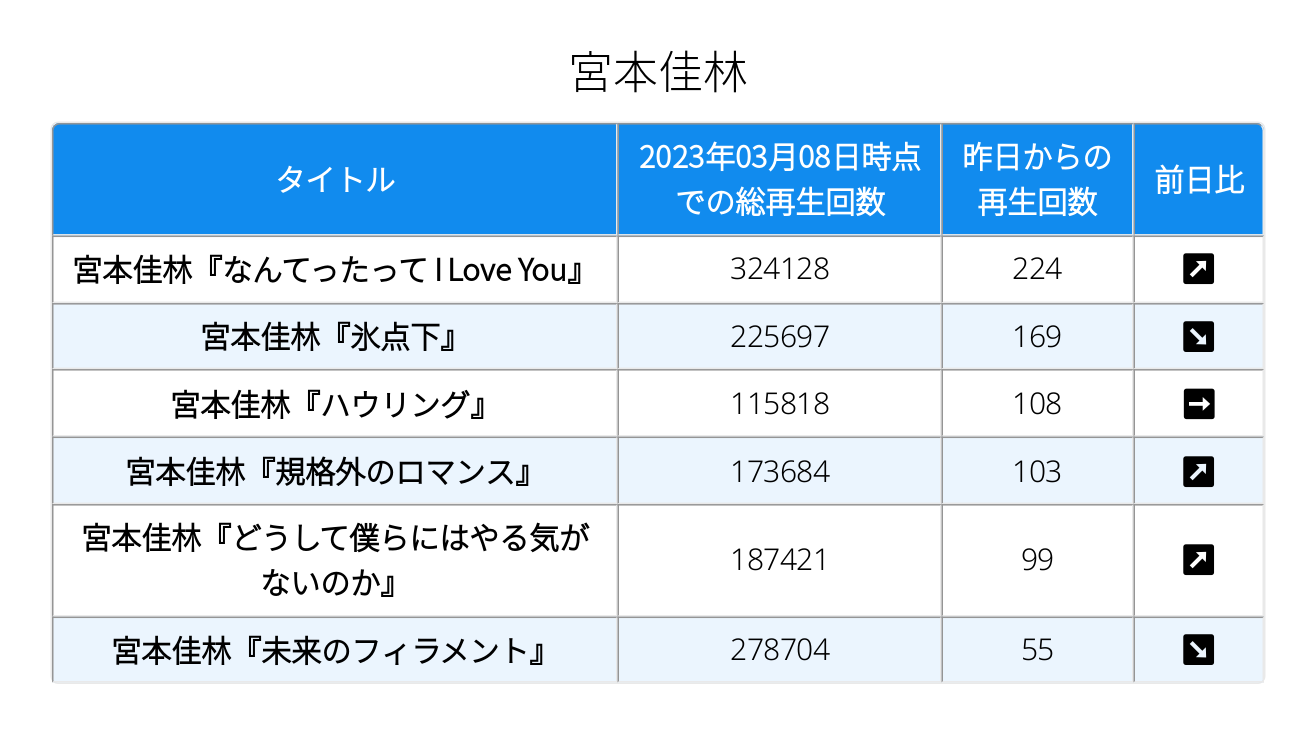 宮本佳林
タイトル
2023年03月08日時点
での総再生回数
昨日からの
再生回数
前日比
宮本佳林『なんてったって I Love You』
324128
224
↗
宮本佳林『氷点下』
225697
169
↘
宮本佳林『ハウリング』
115818
108
→
宮本佳林『規格外のロマンス』
173684
103
↗
宮本佳林『どうして僕らにはやる気が
ないのか』
187421
99
↗
宮本佳林『未来のフィラメント』
278704
55
↘